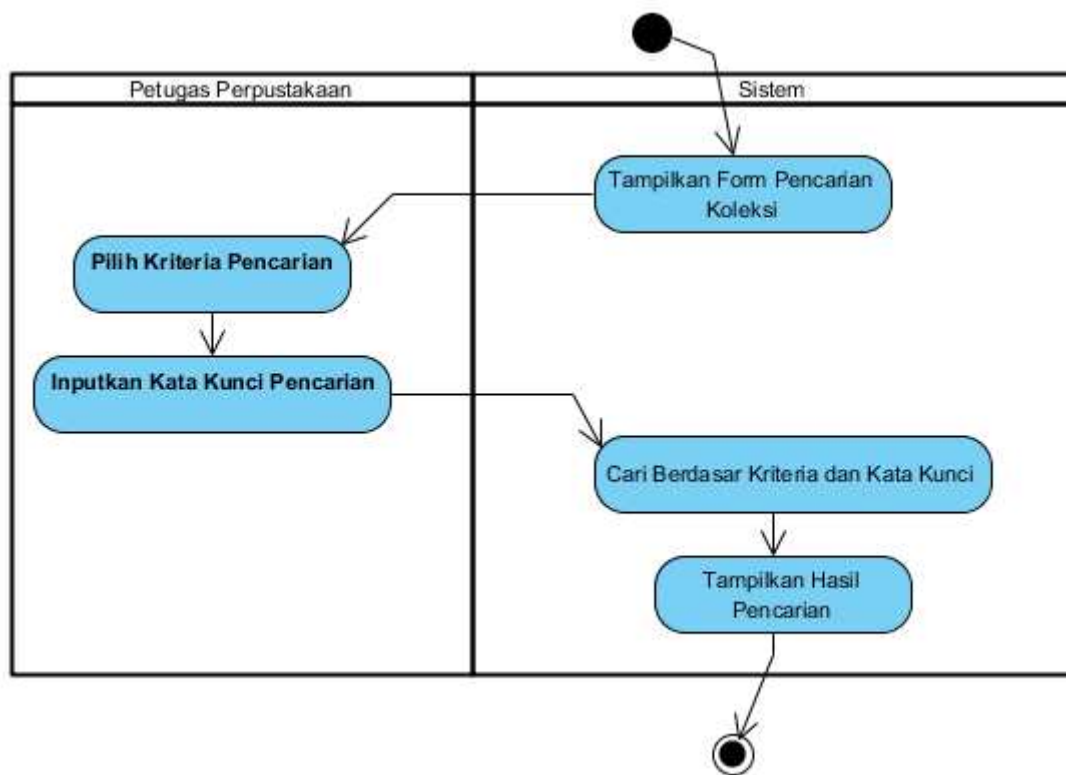 Petugas Perpustakaan
Sistem
Tampilkan Form Pencarian
Koleksi
Pilih Kriteria Pencarian
Inputkan Kata Kunci Pencarian
Cari Berdasar Kriteria dan Kata Kunci
Tampilkan Hasil
Pencarian